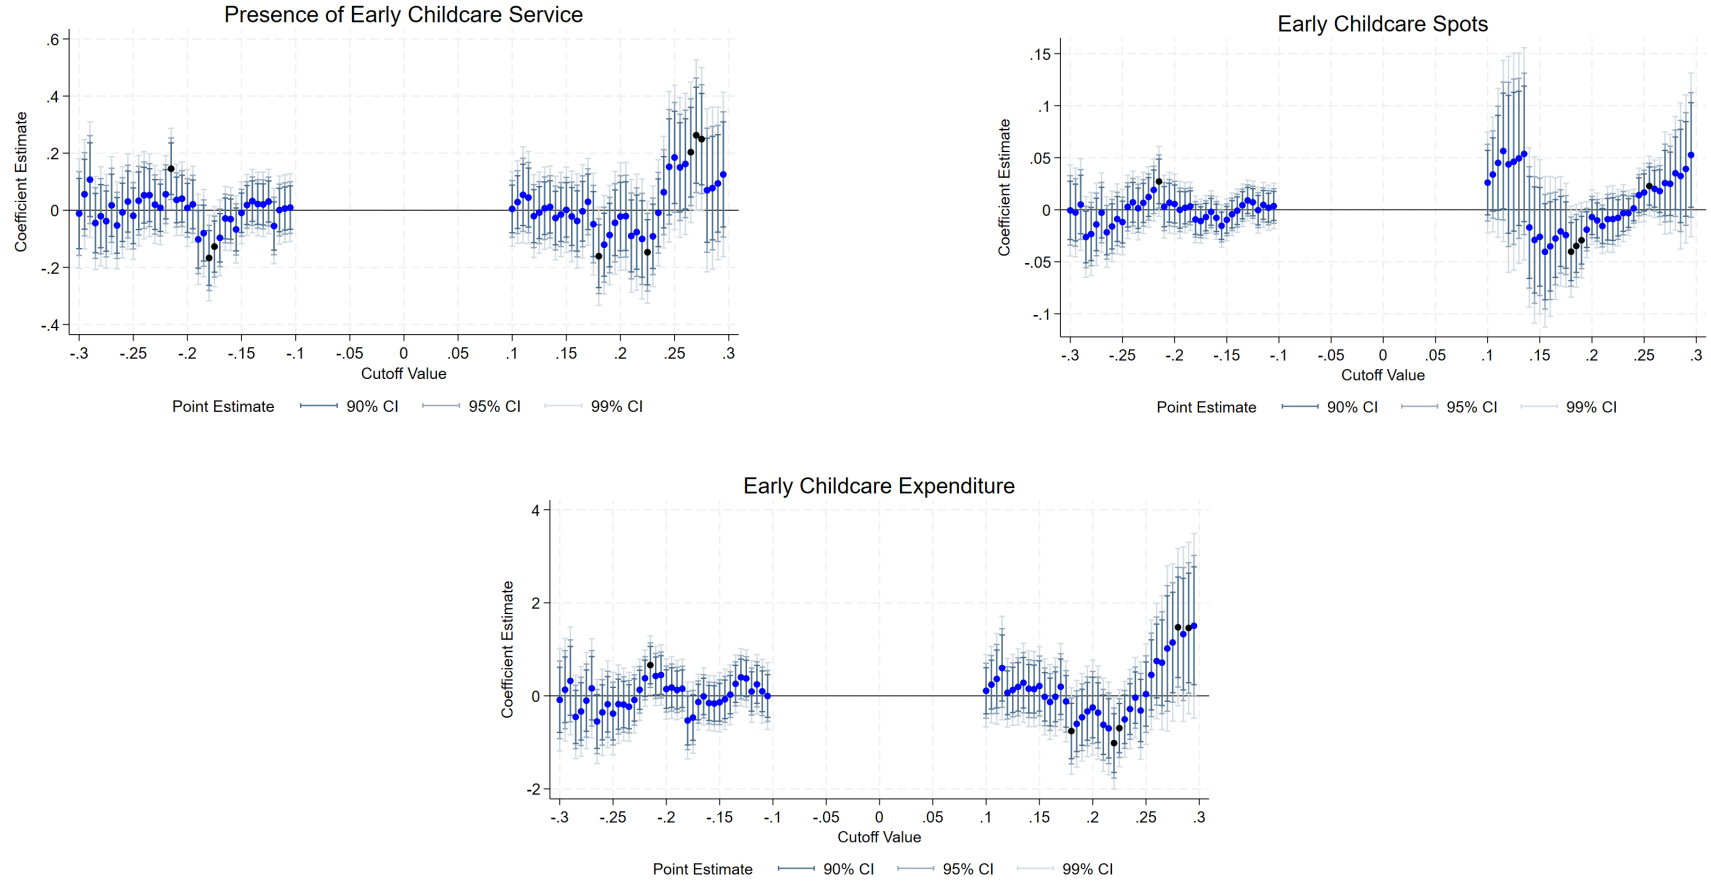 Presence of Early Childcare Service
Coefficient Estimate
.6
.4
.2
0
-.2
-.4
-.3 -.25 -.2 -.15 -.1 -.05 0 .05 .1 .15 .2 .25 .3
Cutoff Value
Point Estimate 90% CI 95% CI 99% CI
Early Childcare Spots
Coefficient Estimate
.15
.1
.05
0
-.05
-.1
-.3 -.25 -.2 -.15 -.1 -.05 0 .05 .1 .15 .2 .25 .3
Cutoff Value
Point Estimate 90% CI 95% CI 99% CI
Early Childcare Expenditure
Coefficient Estimate
4
2
0
-2
-.3 -.25 -.2 -.15 -.1 -.05 0 .05 .1 .15 .2 .25 .3
Cutoff Value
Point Estimate 90% CI 95% CI 99% CI